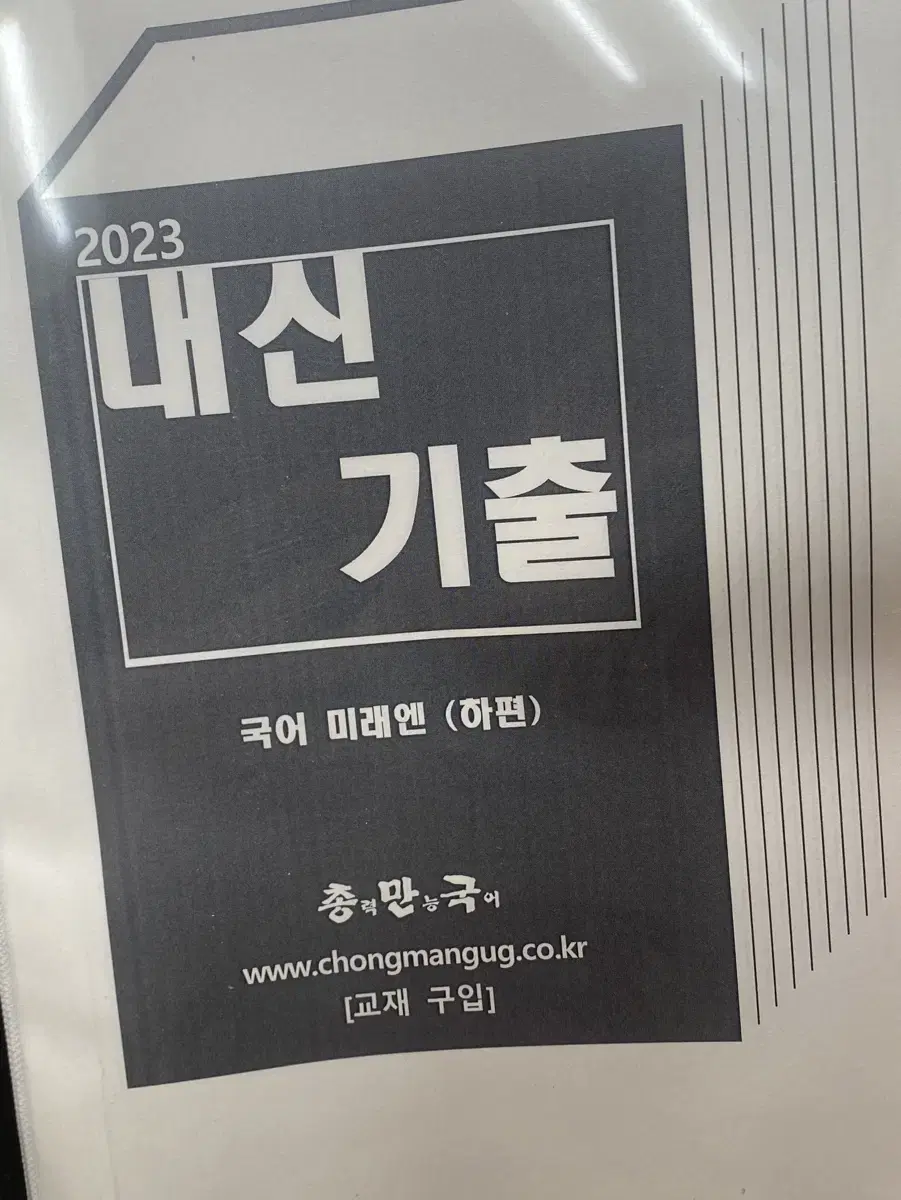 2023
내신
기출
국어 미래엔 (하편)
총력만능국어
www.chongmangug.co.kr
[교재 구입]